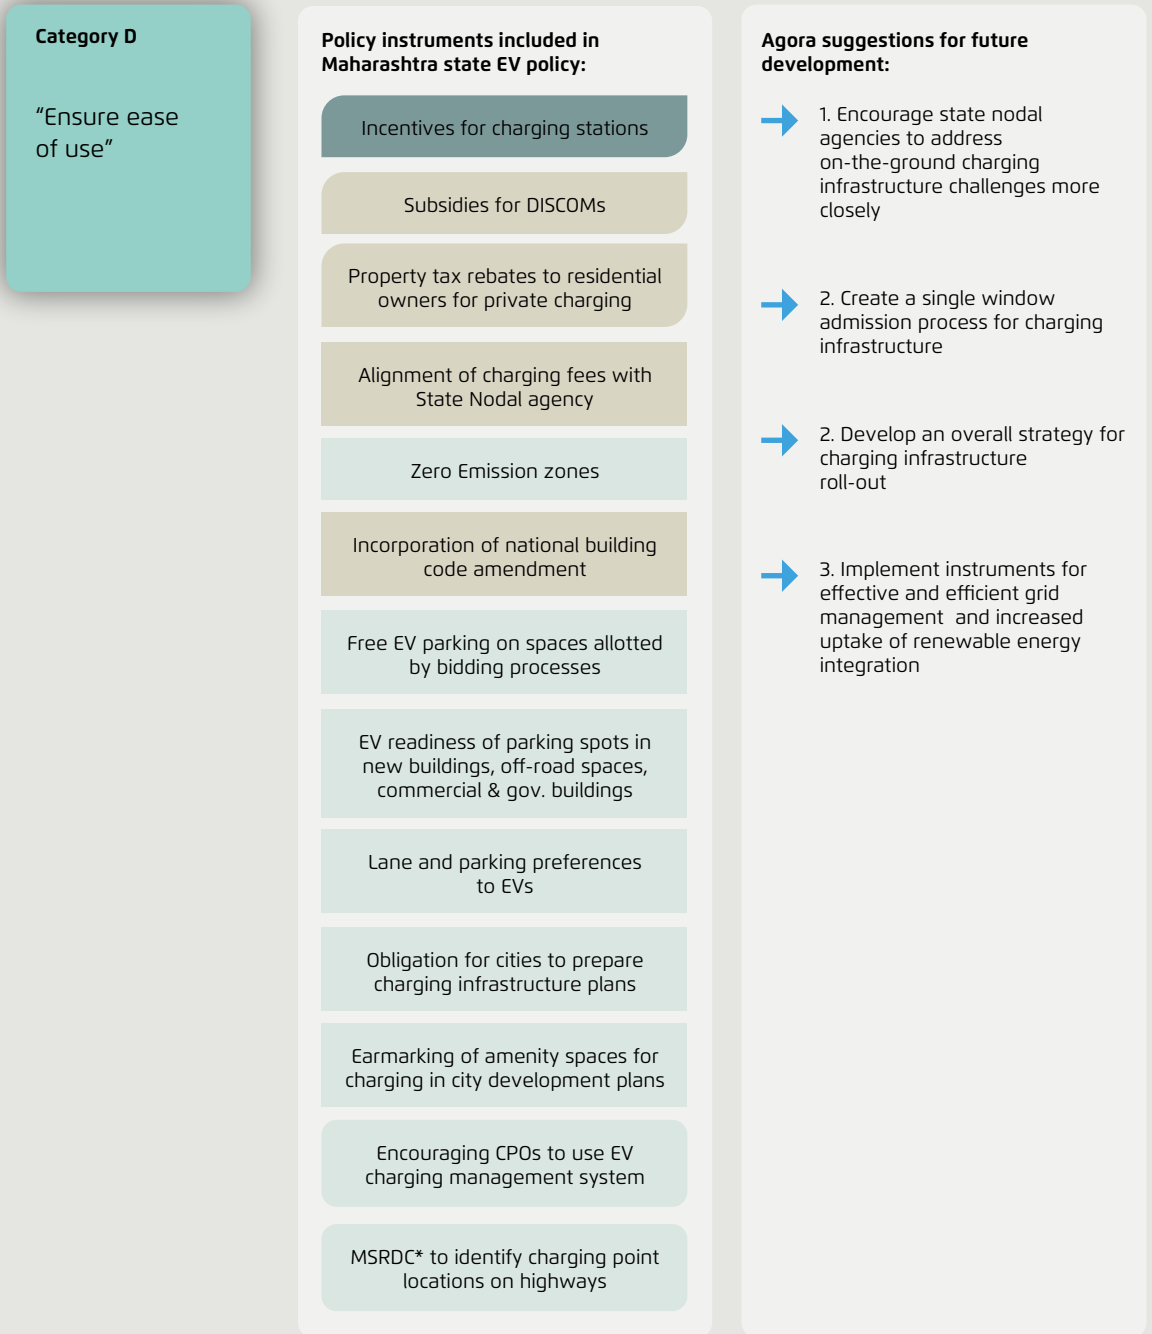 Category D
“Ensure ease
of use”
Policy instruments included in
Maharashtra state EV policy:
Incentives for charging stations
Subsidies for DISCOMs
Property tax rebates to residential
owners for private charging
Alignment of charging fees with
State Nodal agency
Zero Emission zones
Incorporation of national building
code amendment
Free EV parking on spaces allotted
by bidding processes
EV readiness of parking spots in
new buildings, off-road spaces,
commercial & gov. buildings
Lane and parking preferences
to EVs
Obligation for cities to prepare
charging infrastructure plans
Earmarking of amenity spaces for
charging in city development plans
Encouraging CPOs to use EV
charging management system
MSRDC* to identify charging point
locations on highways
Agora suggestions for future
development:
1. Encourage state nodal
agencies to address
on-the-ground charging
infrastructure challenges more
closely
2. Create a single window
admission process for charging
infrastructure
2. Develop an overall strategy for
charging infrastructure
roll-out
3. Implement instruments for
effective and efficient grid
management  and increased
uptake of renewable energy
integration